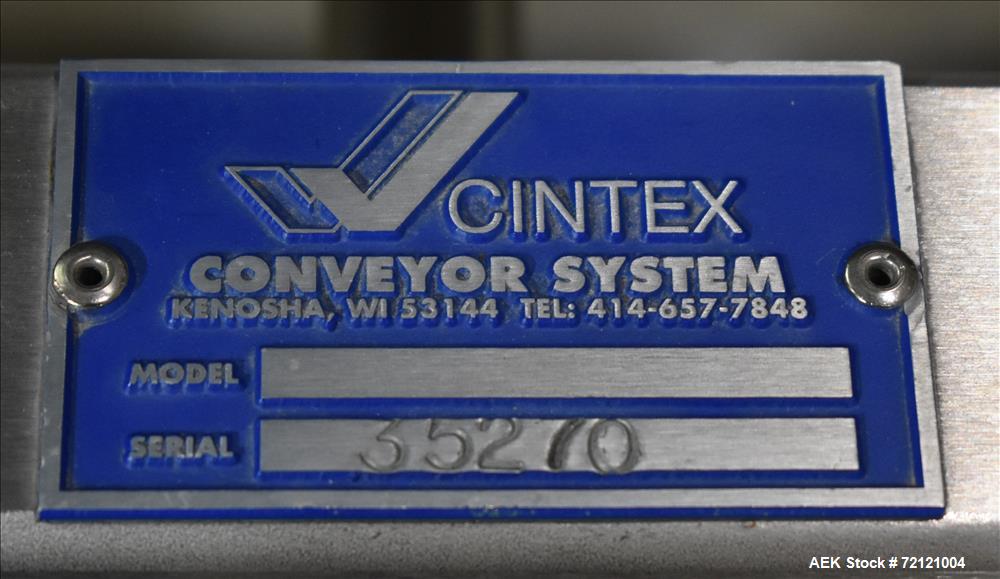 CINTEX
CONVEYOR SYSTEM
KENOSHA, WI 53144 TEL: 414-657-7848
MODEL
SERIAL 35270
AEK Stock # 72121004